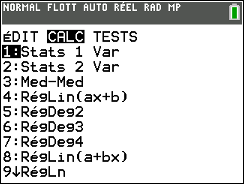 NORMAL FLOTT AUTO RÉEL RAD MP
ÉDIT CALC TESTS
1:Stats 1 Var
2:Stats 2 Var
3:Med-Med
4:RégLin(ax+b)
5:RégDeg2
6:RégDeg3
7:RégDeg4
8:RégLin(a+bx)
9↓RégLn